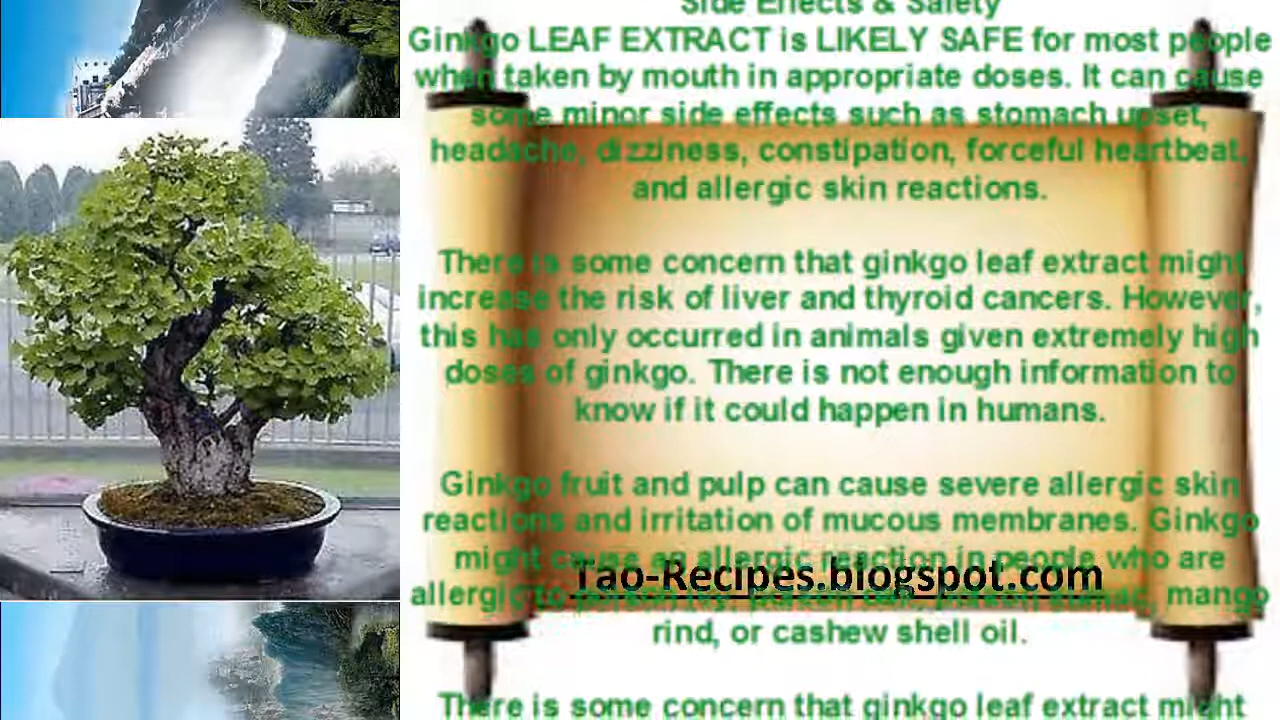 Side Effects & Safety
Ginkgo LEAF EXTRACT is LIKELY SAFE for most people
when taken by mouth in appropriate doses. It can cause
some minor side effects such as stomach upset,
headache, dizziness, constipation, forceful heartbeat,
and allergic skin reactions.
There is some concern that ginkgo leaf extract might
increase the risk of liver and thyroid cancers. However,
this has only occurred in animals given extremely high
doses of ginkgo. There is not enough information to
know if it could happen in humans.
Ginkgo fruit and pulp can cause severe allergic skin
reactions and irritation of mucous membranes. Ginkgo
might cause an allergic reaction in people who are
Tao-Recipes.blogspot.com
allergic to poison ivy, poison oak, poison sumac, mango
rind, or cashew shell oil.
There is some concern that ginkgo leaf extract might